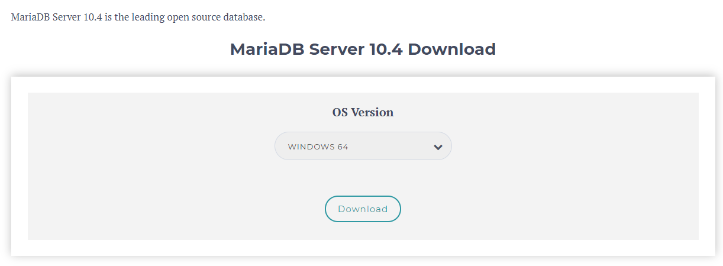 MariaDB Server 10.4 is the leading open source database.
MariaDB Server 10.4 Download
OS Version
WINDOWS 64
Download